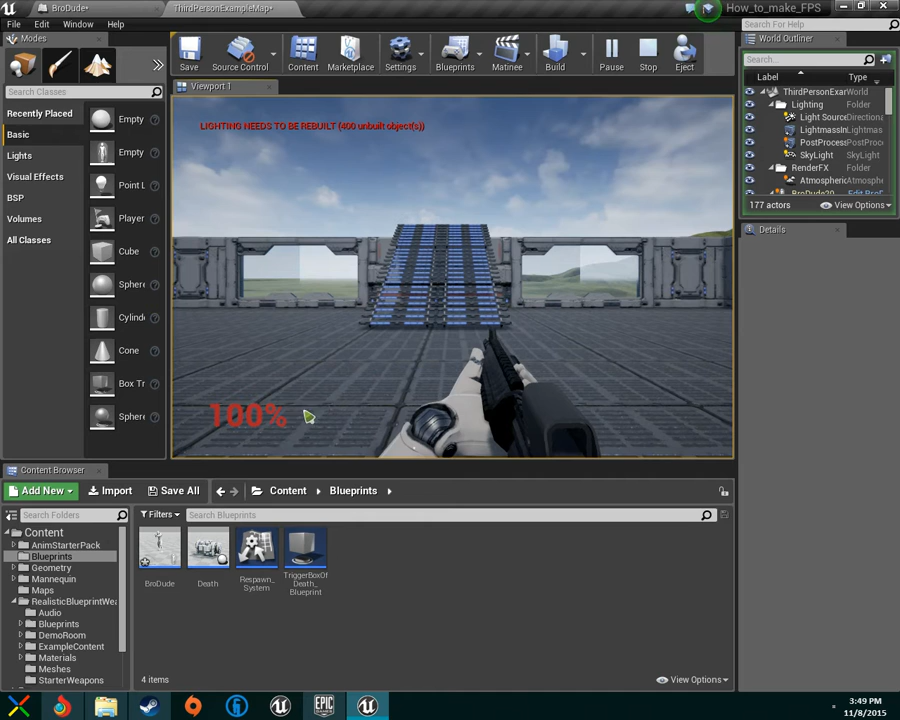 BroDude*
ThirdPersonExampleMap*
How_to_make_FPS
File Edit Window Help
Search For Help
Modes
Save
Source Control
Content
Marketplace
Settings
Blueprints
Matinee
Build
Pause
Stop
Eject
World Outliner
Search...
Label Type
ThirdPersonExar World
Lighting Folder
Light Source Directiona
LightmassIn Lightmas
PostProcess PostProce
SkyLight SkyLight
RenderFX Folder
Atmospheric Atmosphe
177 actors
View Options
Details
Search Classes
Recently Placed
Basic
Lights
Visual Effects
BSP
Volumes
All Classes
Empty
Empty
Point L
Player
Cube
Sphere
Cylind
Cone
Box Tr
Sphere
Viewport 1
LIGHTING NEEDS TO BE REBUILT (400 unbuilt object(s))
100%
Content Browser
Add New
Import
Save All
Content
Blueprints
Search Folders
Filters
Search Blueprints
Content
AnimStarterPack
Blueprints
Geometry
Mannequin
Maps
RealisticBlueprintWea
Audio
Blueprints
DemoRoom
ExampleContent
Materials
Meshes
StarterWeapons
BroDude
Death
Respawn_
System
TriggerBoxOf
Death_
Blueprint
4 items
View Options
EPIC
GAMES
3:49 PM
11/8/2015